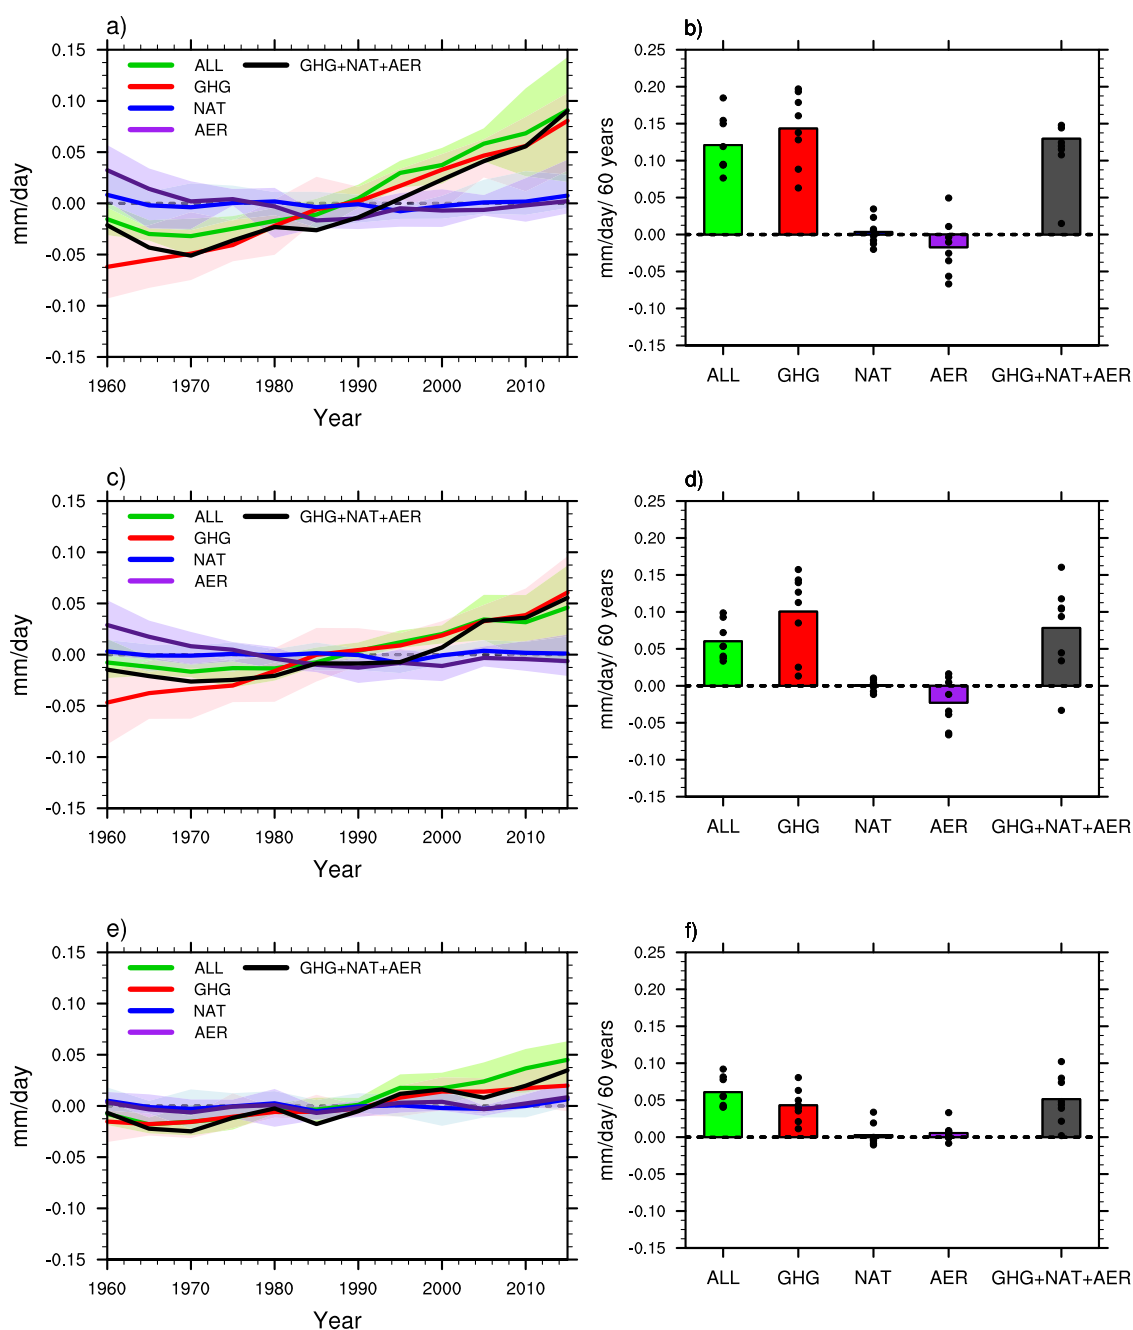 a)
0.15
0.10
0.05
0.00
-0.05
-0.10
-0.15
mm/day
ALL
GHG
NAT
AER
GHG+NAT+AER
1960 1970 1980 1990 2000 2010
Year
b)
0.25
0.20
0.15
0.10
0.05
0.00
-0.05
-0.10
-0.15
mm/day/ 60 years
ALL GHG NAT AER GHG+NAT+AER
c)
0.15
0.10
0.05
0.00
-0.05
-0.10
-0.15
mm/day
ALL
GHG
NAT
AER
GHG+NAT+AER
1960 1970 1980 1990 2000 2010
Year
d)
0.25
0.20
0.15
0.10
0.05
0.00
-0.05
-0.10
-0.15
mm/day/ 60 years
ALL GHG NAT AER GHG+NAT+AER
e)
0.15
0.10
0.05
0.00
-0.05
-0.10
-0.15
mm/day
ALL
GHG
NAT
AER
GHG+NAT+AER
1960 1970 1980 1990 2000 2010
Year
f)
0.25
0.20
0.15
0.10
0.05
0.00
-0.05
-0.10
-0.15
mm/day/ 60 years
ALL GHG NAT AER GHG+NAT+AER